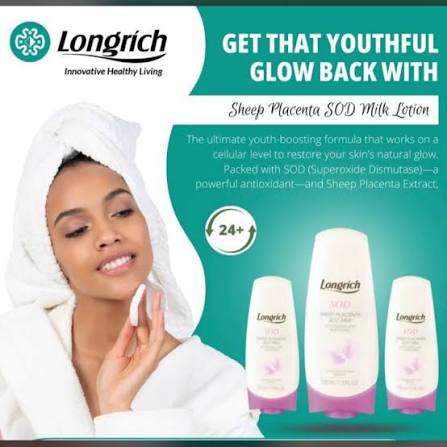 Longrich
Innovative Healthy Living
GET THAT YOUTHFUL
GLOW BACK WITH
Sheep Placenta SOD Milk Lotion
The ultimate youth-boosting formula that works on a
cellular level to restore your skin's natural glow.
Packed with SOD (Superoxide Dismutase)—a
powerful antioxidant—and Sheep Placenta Extract,
24+
Longrich
SOD
SHEEP PLACENTA
Longrich
SOD
Longrich
SOD